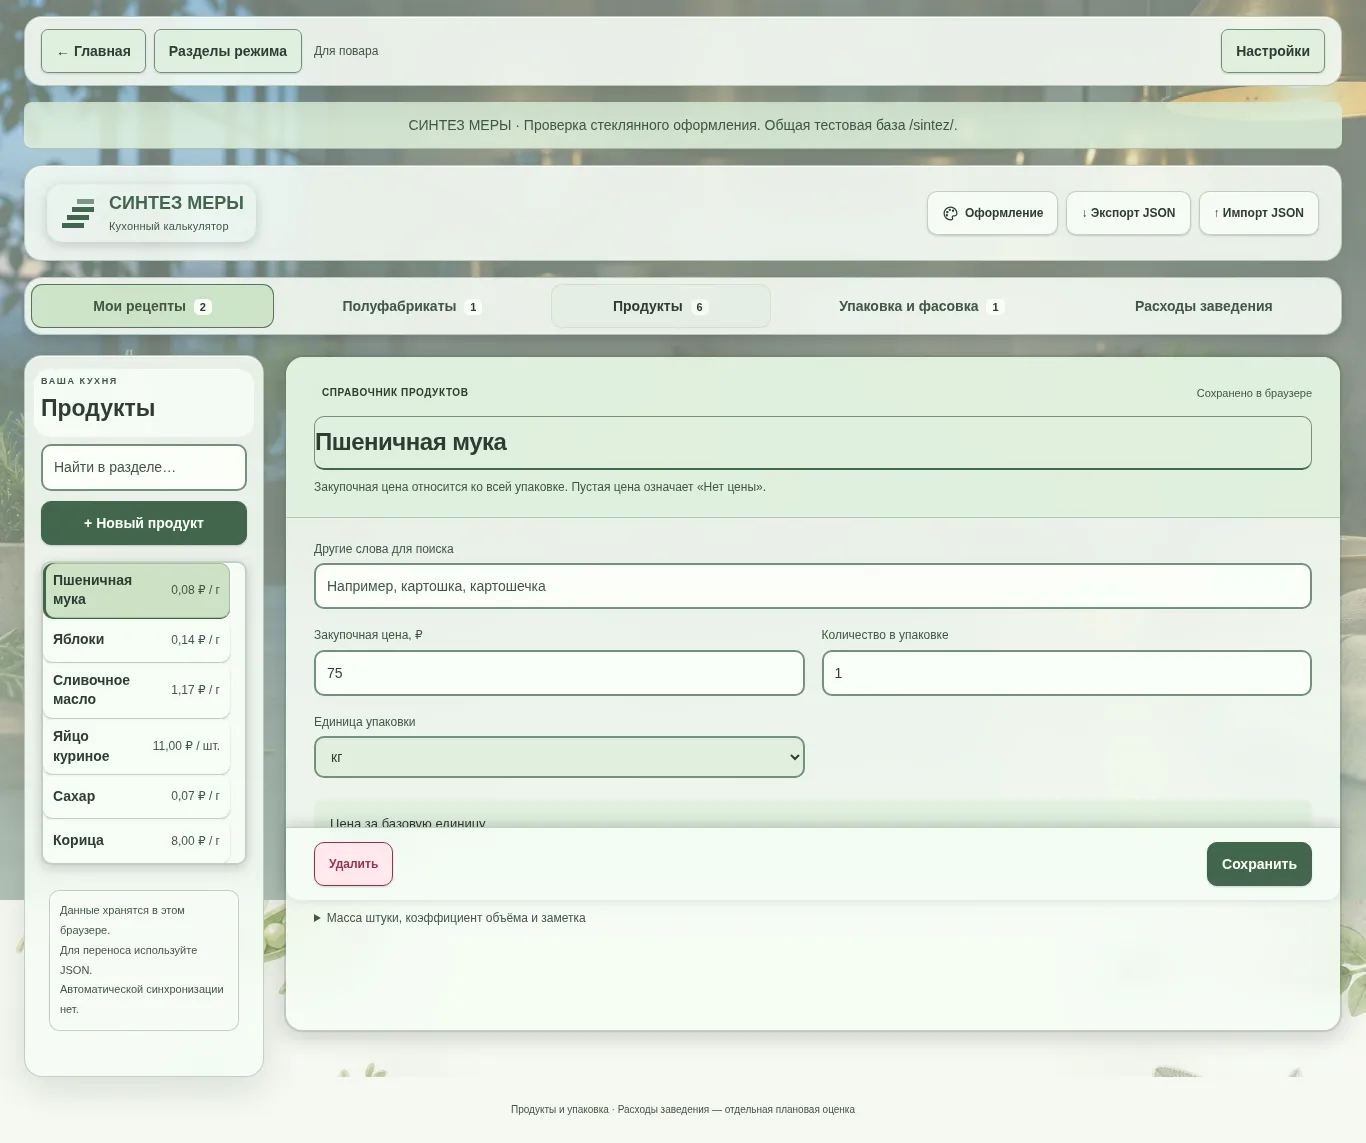 ← Главная
Разделы режима
Для повара
Настройки
СИНТЕЗ МЕРЫ · Проверка стеклянного оформления. Общая тестовая база /sintez/.
СИНТЕЗ МЕРЫ
Кухонный калькулятор
Оформление
↓ Экспорт JSON
↑ Импорт JSON
Мои рецепты 2
Полуфабрикаты 1
Продукты 6
Упаковка и фасовка 1
Расходы заведения
ВАША КУХНЯ
Продукты
Найти в разделе…
+ Новый продукт
Пшеничная
мука
0,08 ₽ / г
Яблоки
0,14 ₽ / г
Сливочное
масло
1,17 ₽ / г
Яйцо
куриное
11,00 ₽ / шт.
Сахар
0,07 ₽ / г
Корица
8,00 ₽ / г
Данные хранятся в этом
браузере.
Для переноса используйте
JSON.
Автоматической синхронизации
нет.
СПРАВОЧНИК ПРОДУКТОВ
Сохранено в браузере
Пшеничная мука
Закупочная цена относится ко всей упаковке. Пустая цена означает «Нет цены».
Другие слова для поиска
Например, картошка, картошечка
Закупочная цена, ₽
Количество в упаковке
75
1
Единица упаковки
кг
Цена за базовую единицу
Удалить
Сохранить
Масса штуки, коэффициент объёма и заметка
Продукты и упаковка · Расходы заведения — отдельная плановая оценка